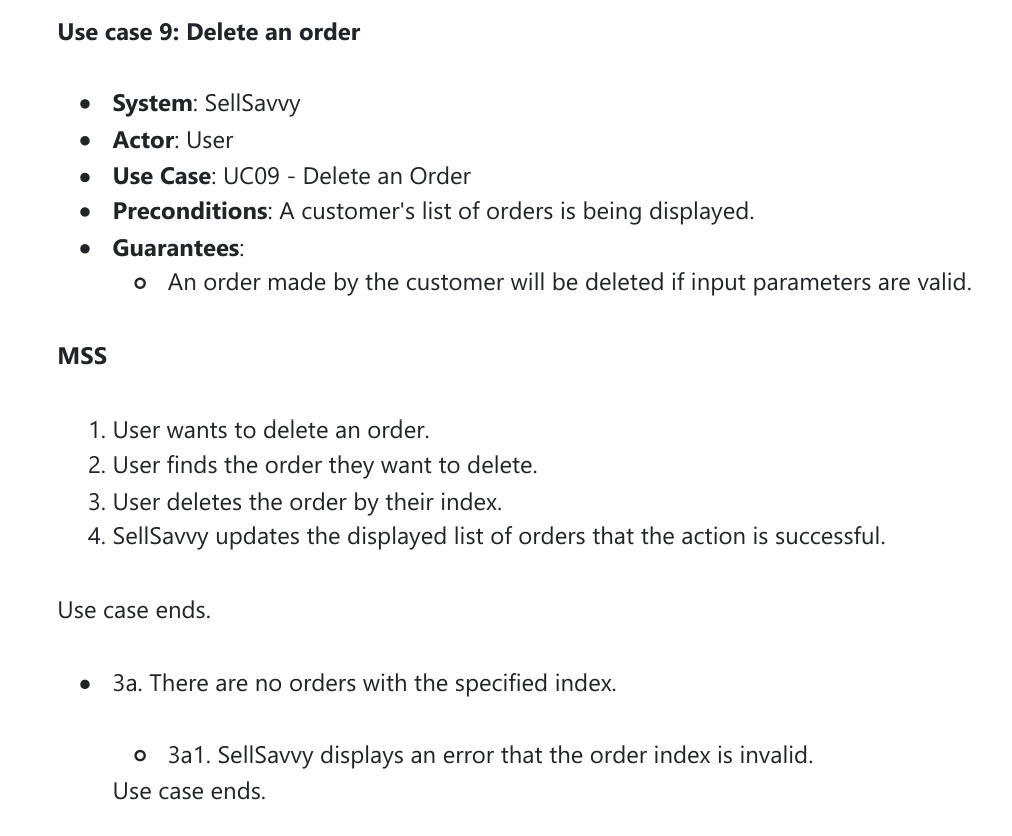 Use case 9: Delete an order
• System: SellSavvy
• Actor: User
• Use Case: UC09 - Delete an Order
• Preconditions: A customer's list of orders is being displayed.
• Guarantees:
o An order made by the customer will be deleted if input parameters are valid.
MSS
1. User wants to delete an order.
2. User finds the order they want to delete.
3. User deletes the order by their index.
4. SellSavvy updates the displayed list of orders that the action is successful.
Use case ends.
• 3a. There are no orders with the specified index.
o 3a1. SellSavvy displays an error that the order index is invalid.
Use case ends.